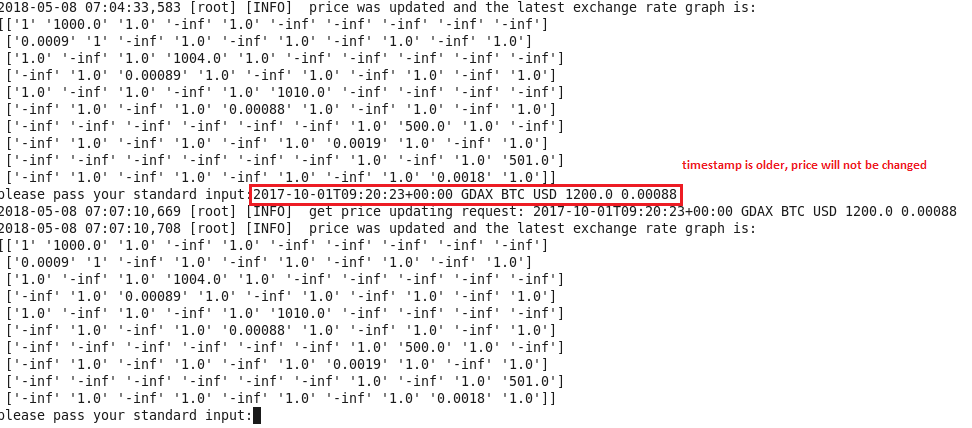 2018-05-08 07:04:33,583 [root] [INFO]  price was updated and the latest exchange rate graph is:
[['1' '1000.0' '1.0' '-inf' '1.0' '-inf' '-inf' '-inf' '-inf' '-inf']
 ['0.0009' '1' '-inf' '1.0' '-inf' '1.0' '-inf' '-inf' '-inf' '1.0']
 ['1.0' '-inf' '1.0' '1004.0' '1.0' '-inf' '-inf' '-inf' '-inf' '-inf']
 ['-inf' '1.0' '0.00089' '1.0' '-inf' '1.0' '-inf' '-inf' '-inf' '1.0']
 ['1.0' '-inf' '1.0' '-inf' '1.0' '1010.0' '-inf' '-inf' '-inf' '-inf']
 ['-inf' '1.0' '-inf' '1.0' '0.00088' '1.0' '-inf' '-inf' '-inf' '1.0']
 ['-inf' '-inf' '-inf' '-inf' '-inf' '-inf' '1.0' '500.0' '1.0' '-inf']
 ['-inf' '1.0' '-inf' '1.0' '-inf' '1.0' '0.0019' '1.0' '-inf' '1.0']
 ['-inf' '-inf' '-inf' '-inf' '-inf' '-inf' '1.0' '-inf' '1.0' '501.0']
timestamp is older, price will not be changed
 ['-inf' '1.0' '-inf' '1.0' '-inf' '1.0' '-inf' '1.0' '0.0018' '1.0']]
please pass your standard input:2017-10-01T09:20:23+00:00 GDAX BTC USD 1200.0 0.00088
2018-05-08 07:07:10,669 [root] [INFO]  get price updating request: 2017-10-01T09:20:23+00:00 GDAX BTC USD 1200.0 0.00088
2018-05-08 07:07:10,708 [root] [INFO]  price was updated and the latest exchange rate graph is:
[['1' '1000.0' '1.0' '-inf' '1.0' '-inf' '-inf' '-inf' '-inf' '-inf']
 ['0.0009' '1' '-inf' '1.0' '-inf' '1.0' '-inf' '-inf' '-inf' '1.0']
 ['1.0' '-inf' '1.0' '1004.0' '1.0' '-inf' '-inf' '-inf' '-inf' '-inf']
 ['-inf' '1.0' '0.00089' '1.0' '-inf' '1.0' '-inf' '-inf' '-inf' '1.0']
 ['1.0' '-inf' '1.0' '-inf' '1.0' '1010.0' '-inf' '-inf' '-inf' '-inf']
 ['-inf' '1.0' '-inf' '1.0' '0.00088' '1.0' '-inf' '-inf' '-inf' '1.0']
 ['-inf' '-inf' '-inf' '-inf' '-inf' '-inf' '1.0' '500.0' '1.0' '-inf']
 ['-inf' '1.0' '-inf' '1.0' '-inf' '1.0' '0.0019' '1.0' '-inf' '1.0']
 ['-inf' '-inf' '-inf' '-inf' '-inf' '-inf' '1.0' '-inf' '1.0' '501.0']
 ['-inf' '1.0' '-inf' '1.0' '-inf' '1.0' '-inf' '1.0' '0.0018' '1.0']]
please pass your standard input: